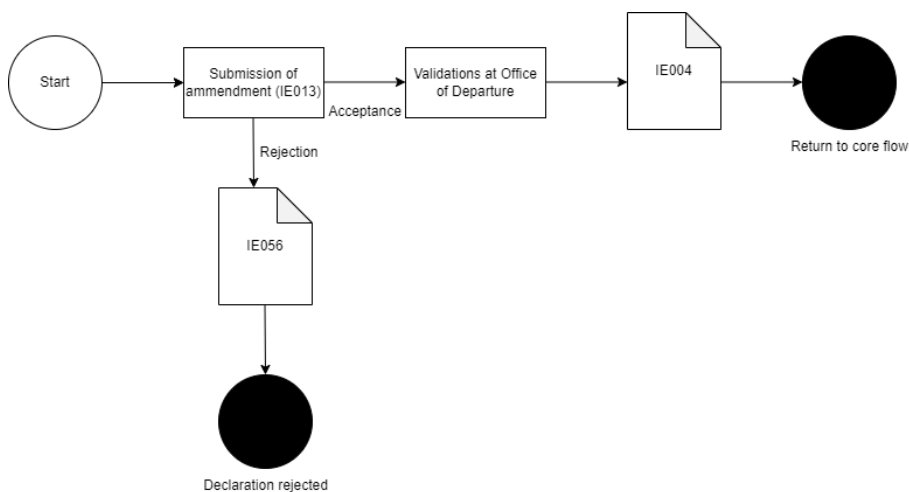 Start
Submission of
ammendment (IE013)
Acceptance
Validations at Office
of Departure
IE004
Return to core flow
Rejection
IE056
Declaration rejected